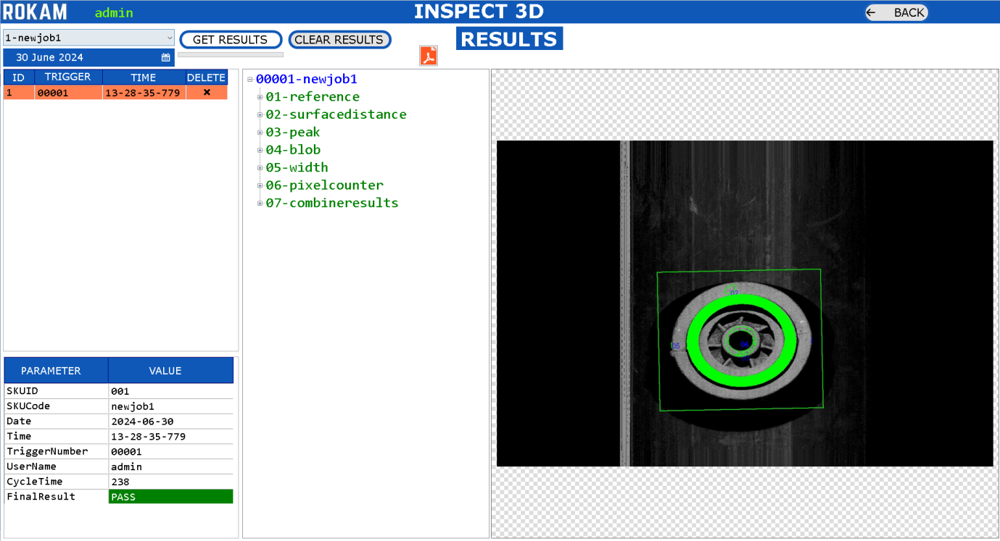 ROKAM admin INSPECT 3D BACK
1-newjob1 GET RESULTS CLEAR RESULTS RESULTS
30 June 2024
ID TRIGGER TIME DELETE
1 00001 13-28-35-779
00001-newjob1
01-reference
02-surfacedistance
03-peak
04-blob
05-width
06-pixelcounter
07-combineresults
02
05
PARAMETER VALUE
SKUID 001
SKUCode newjob1
Date 2024-06-30
Time 13-28-35-779
TriggerNumber 00001
UserName admin
CycleTime 238
FinalResult PASS